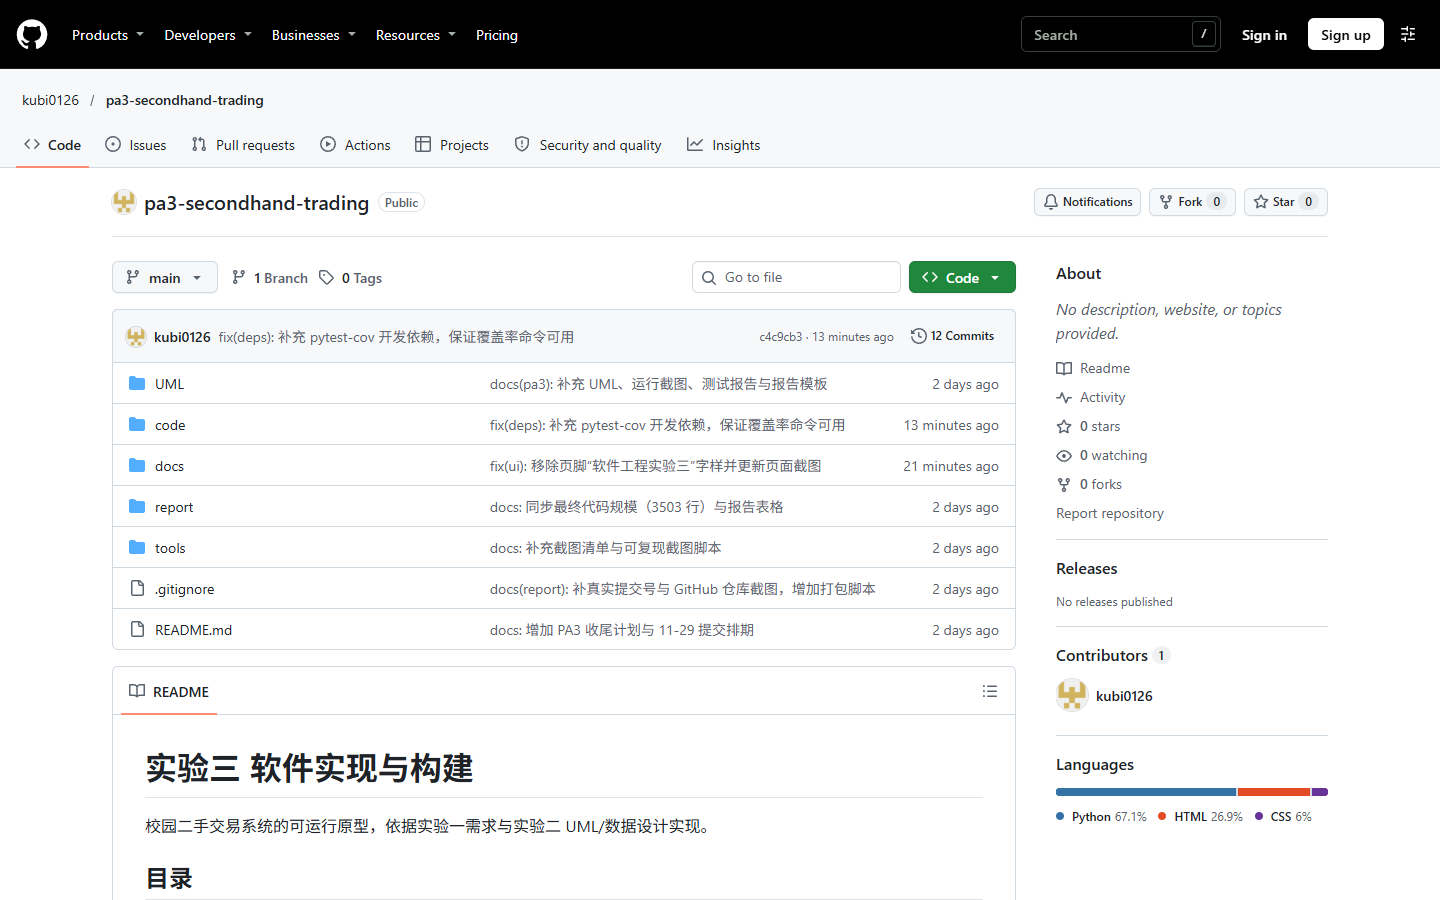 Products Developers Businesses Resources Pricing Search / Sign in Sign up
kubi0126 / pa3-secondhand-trading
Code Issues Pull requests Actions Projects Security and quality Insights
pa3-secondhand-trading Public Notifications Fork 0 Star 0
main 1 Branch 0 Tags Go to file Code
kubi0126 fix(deps): 补充 pytest-cov 开发依赖，保证覆盖率命令可用 c4c9cb3 · 13 minutes ago 12 Commits
UML docs(pa3): 补充 UML、运行截图、测试报告与报告模板 2 days ago
code fix(deps): 补充 pytest-cov 开发依赖，保证覆盖率命令可用 13 minutes ago
docs fix(ui): 移除页脚“软件工程实验三”字样并更新页面截图 21 minutes ago
report docs: 同步最终代码规模（3503 行）与报告表格 2 days ago
tools docs: 补充截图清单与可复现截图脚本 2 days ago
.gitignore docs(report): 补真实提交号与 GitHub 仓库截图，增加打包脚本 2 days ago
README.md docs: 增加 PA3 收尾计划与 11-29 提交排期 2 days ago
README
实验三 软件实现与构建
校园二手交易系统的可运行原型，依据实验一需求与实验二 UML/数据设计实现。
目录
About
No description, website, or topics
provided.
Readme
Activity
0 stars
0 watching
0 forks
Report repository
Releases
No releases published
Contributors 1
kubi0126
Languages
Python 67.1% HTML 26.9% CSS 6%